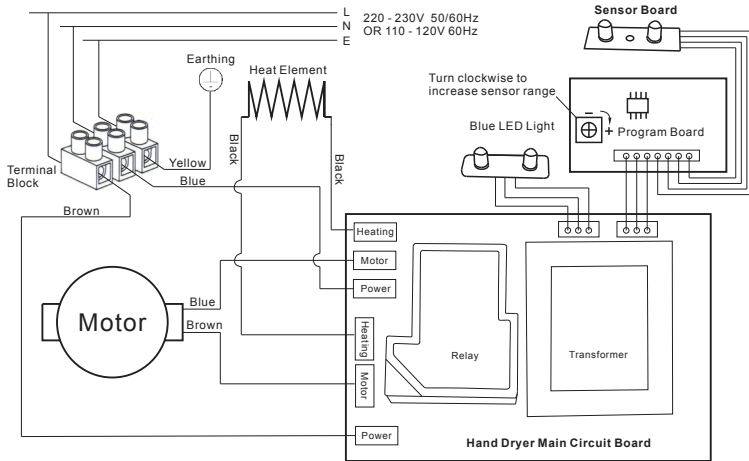 L
N
E
220 - 230V 50/60Hz
OR 110 - 120V 60Hz
Sensor Board
Earthing
Heat Element
Turn clockwise to
increase sensor range
− +
Program Board
Blue LED Light
Black
Black
Terminal
Block
Yellow
Blue
Brown
Heating
Motor
Power
Blue
Brown
Motor
Heating
Motor
Power
Relay
Transformer
Hand Dryer Main Circuit Board